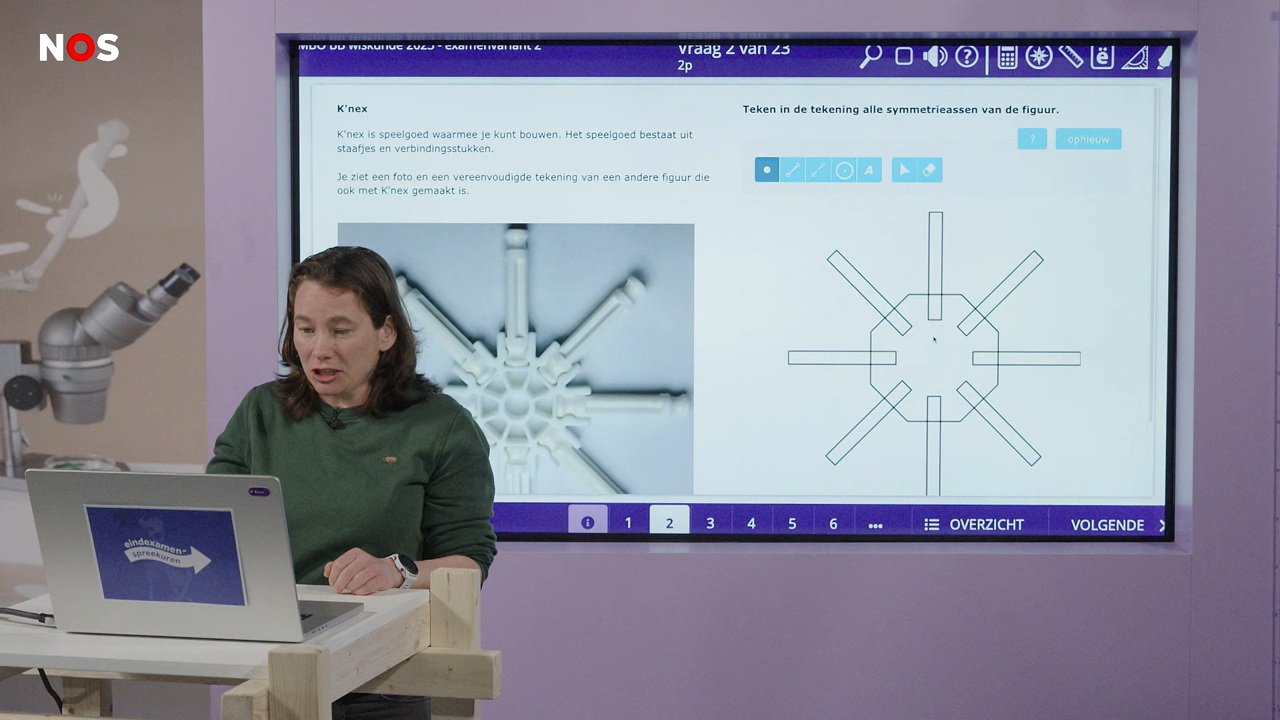 NOS
MBO BB wiskunde 2023 - examenvariant 2
Vraag 2 van 23
2p
K'nex
K'nex is speelgoed waarmee je kunt bouwen. Het speelgoed bestaat uit
staafjes en verbindingsstukken.
Je ziet een foto en een vereenvoudigde tekening van een andere figuur die
ook met K'nex gemaakt is.
Teken in de tekening alle symmetrieassen van de figuur.
? opnieuw
A
1 2 3 4 5 6 ... OVERZICHT VOLGENDE
eindexamen-
spreekuren